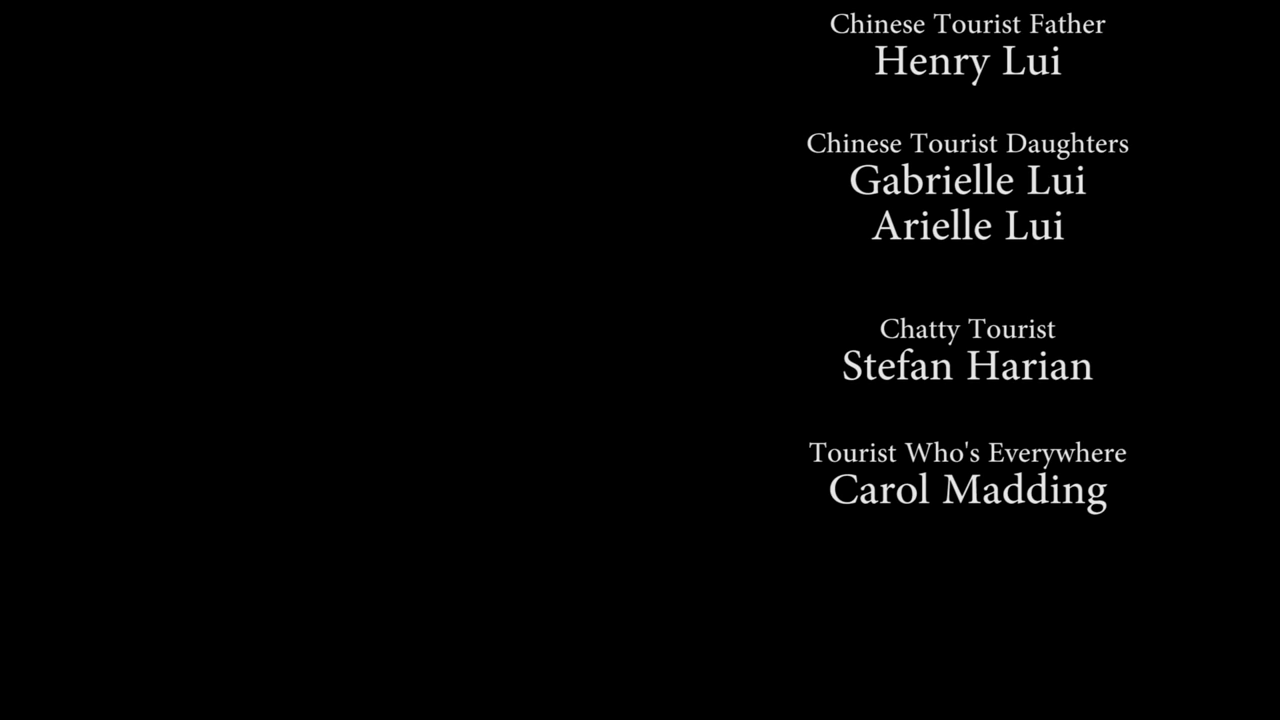 Chinese Tourist Father
Henry Lui
Chinese Tourist Daughters
Gabrielle Lui
Arielle Lui
Chatty Tourist
Stefan Harian
Tourist Who's Everywhere
Carol Madding